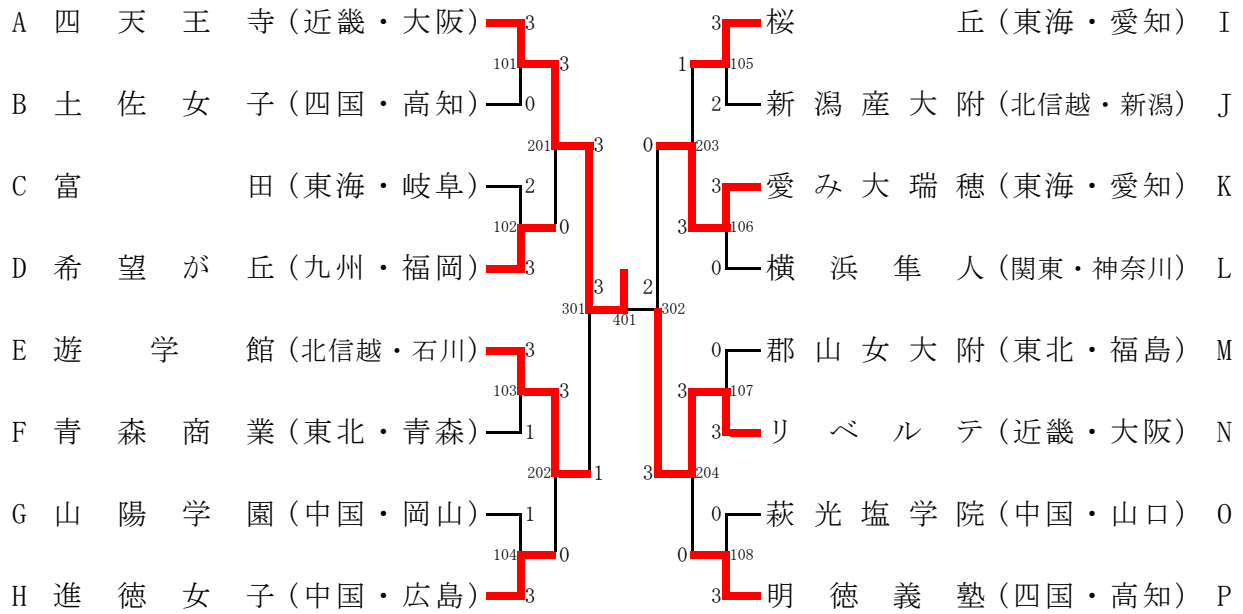 A 四天王寺 (近畿・大阪) 3 3 桜丘 (東海・愛知) I
101 3 1 105
B 土佐女子 (四国・高知) 0 2 新潟産大附 (北信越・新潟) J
201 3 0 203
C 富田 (東海・岐阜) 2 3 愛み大瑞穂 (東海・愛知) K
102 0 3 106
D 希望が丘 (九州・福岡) 3 0 横浜隼人 (関東・神奈川) L
3 2
301 401 302
E 遊学館 (北信越・石川) 3 0 郡山女大附 (東北・福島) M
103 3 3 107
F 青森商業 (東北・青森) 1 3 リベルテ (近畿・大阪) N
202 1 3 204
G 山陽学園 (中国・岡山) 1 0 萩光塩学院 (中国・山口) O
104 0 0 108
H 進徳女子 (中国・広島) 3 3 明徳義塾 (四国・高知) P